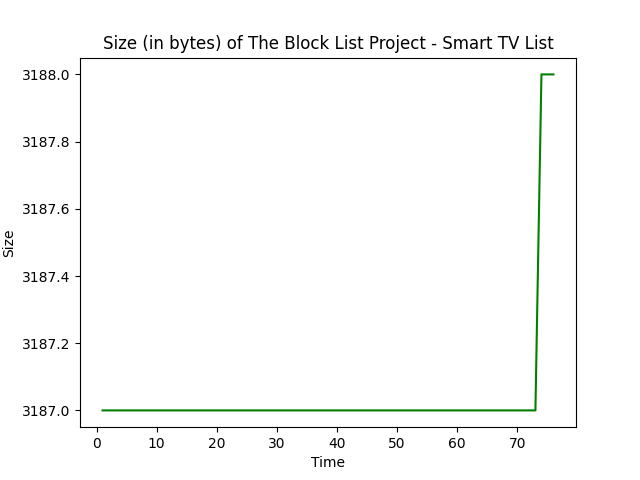 Size (in bytes) of The Block List Project - Smart TV List
3188.0
3187.8
3187.6
3187.4
3187.2
3187.0
Size
0 10 20 30 40 50 60 70
Time